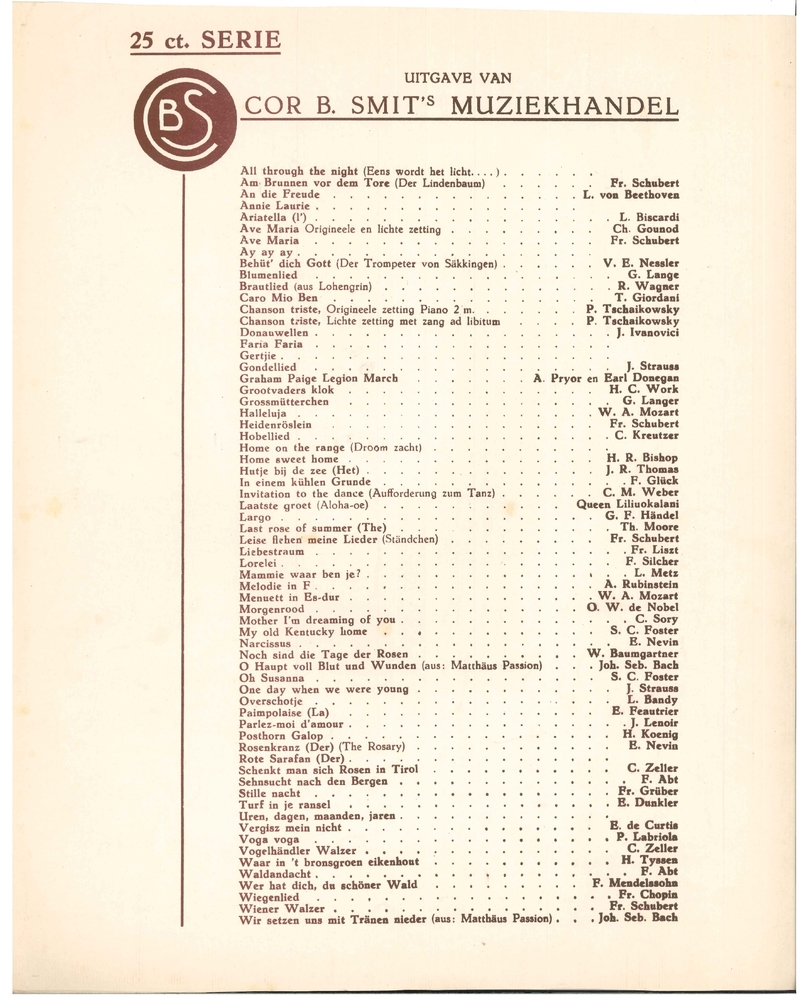 25 ct. SERIE
CBS
UITGAVE VAN
COR B. SMIT'S MUZIEKHANDEL
All through the night (Eens wordt het licht....) . . . . . .
Am Brunnen vor dem Tore (Der Lindenbaum) . . . . . . Fr. Schubert
An die Freude . . . . . . L. von Beethoven
Annie Laurie . . . . . .
Ariatella (l') . . . . . . L. Biscardi
Ave Maria Origineele en lichte zetting . . . . . . Ch. Gounod
Ave Maria . . . . . . Fr. Schubert
Ay ay ay . . . . . .
Behüt' dich Gott (Der Trompeter von Säkkingen) . . . . . . V. E. Nessler
Blumenlied . . . . . . G. Lange
Brautlied (aus Lohengrin) . . . . . . R. Wagner
Caro Mio Ben . . . . . . T. Giordani
Chanson triste, Origineele zetting Piano 2 m. . . . . . . P. Tschaikowsky
Chanson triste, Lichte zetting met zang ad libitum . . . . P. Tschaikowsky
Donauwellen . . . . . . J. Ivanovici
Faria Faria . . . . . .
Gertjie . . . . . .
Gondellied . . . . . . J. Strauss
Graham Paige Legion March . . . . . . A. Pryor en Earl Donegan
Grootvaders klok . . . . . . H. C. Work
Grossmütterchen . . . . . . G. Langer
Halleluja . . . . . . W. A. Mozart
Heidenröslein . . . . . . Fr. Schubert
Hobellied . . . . . . C. Kreutzer
Home on the range (Droom zacht) . . . . . .
Home sweet home . . . . . . H. R. Bishop
Hutje bij de zee (Het) . . . . . . J. R. Thomas
In einem kühlen Grunde . . . . . . F. Glück
Invitation to the dance (Aufforderung zum Tanz) . . . . . . C. M. Weber
Laatste groet (Aloha-oe) . . . . . . Queen Liliuokalani
Largo . . . . . . G. F. Händel
Last rose of summer (The) . . . . . . Th. Moore
Leise flehen meine Lieder (Ständchen) . . . . . . Fr. Schubert
Liebestraum . . . . . . Fr. Liszt
Lorelei . . . . . . F. Silcher
Mammie waar ben je? . . . . . . L. Metz
Melodie in F . . . . . . A. Rubinstein
Menuett in Es-dur . . . . . . W. A. Mozart
Morgenrood . . . . . . O. W. de Nobel
Mother I'm dreaming of you . . . . . . C. Sory
My old Kentucky home . . . . . . S. C. Foster
Narcissus . . . . . . E. Nevin
Noch sind die Tage der Rosen . . . . . . W. Baumgartner
O Haupt voll Blut und Wunden (aus: Matthäus Passion) . . . Joh. Seb. Bach
Oh Susanna . . . . . . S. C. Foster
One day when we were young . . . . . . J. Strauss
Overschotje . . . . . . L. Bandy
Paimpolaise (La) . . . . . . E. Feautrier
Parlez-moi d'amour . . . . . . J. Lenoir
Posthorn Galop . . . . . . H. Koenig
Rosenkranz (Der) (The Rosary) . . . . . . E. Nevin
Rote Sarafan (Der) . . . . . .
Schenkt man sich Rosen in Tirol . . . . . . C. Zeller
Sehnsucht nach den Bergen . . . . . . F. Abt
Stille nacht . . . . . . Fr. Grüber
Turf in je ransel . . . . . . E. Dunkler
Uren, dagen, maanden, jaren . . . . . .
Vergisz mein nicht . . . . . . E. de Curtis
Voga voga . . . . . . P. Labriola
Vogelhändler Walzer . . . . . . C. Zeller
Waar in 't bronsgroen eikenhout . . . . . . H. Tyssen
Waldandacht . . . . . . F. Abt
Wer hat dich, du schöner Wald . . . . . . F. Mendelssohn
Wiegenlied . . . . . . Fr. Chopin
Wiener Walzer . . . . . . Fr. Schubert
Wir setzen uns mit Tränen nieder (aus: Matthäus Passion) . . . Joh. Seb. Bach